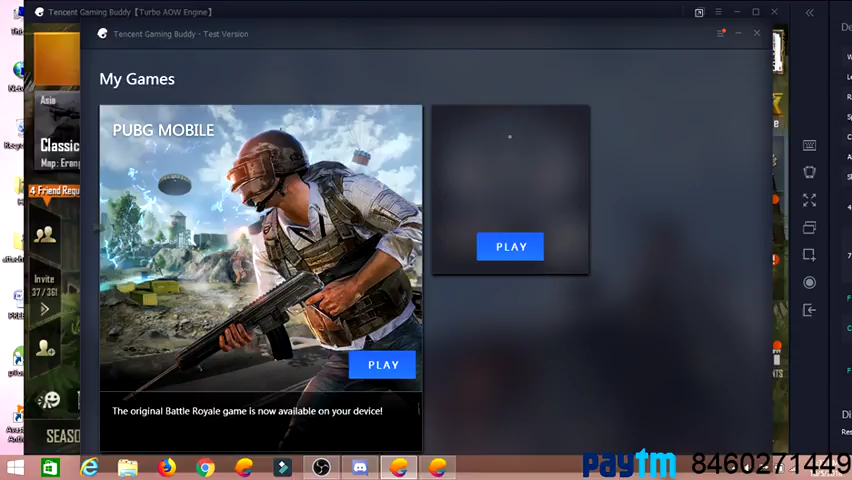 Tencent Gaming Buddy【Turbo AOW Engine】
Tencent Gaming Buddy - Test Version
My Games
PUBG MOBILE
PLAY
PLAY
The original Battle Royale game is now available on your device!
Asia
Classic
Map: Erang
4 Friend Requ
Invite
37/361
SEASO
paytm 8460271449